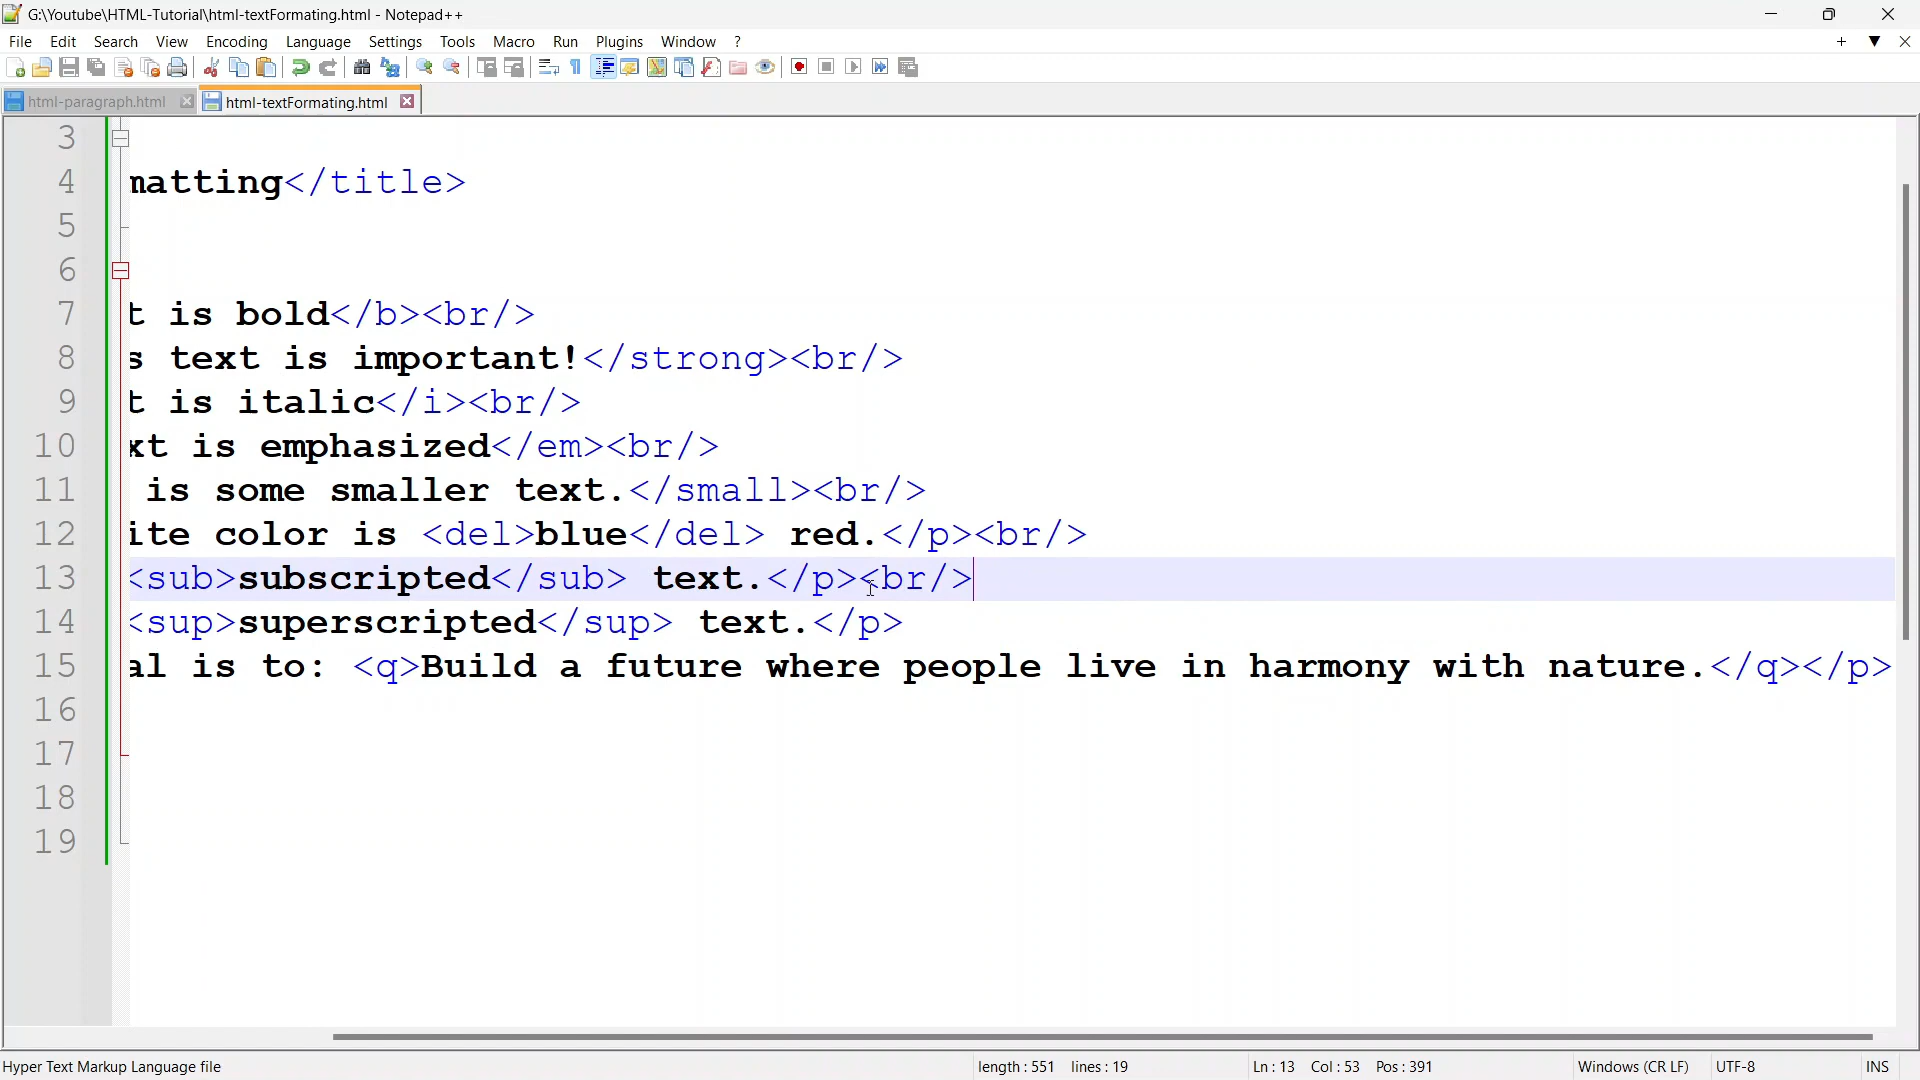 G:\Youtube\HTML-Tutorial\html-textFormating.html - Notepad++
File Edit Search View Encoding Language Settings Tools Macro Run Plugins Window ?
html-paragraph.html html-textFormating.html
3
4 matting</title>
5
6
7 t is bold</b><br/>
8 s text is important!</strong><br/>
9 t is italic</i><br/>
10 xt is emphasized</em><br/>
11 is some smaller text.</small><br/>
12 ite color is <del>blue</del> red.</p><br/>
13 <sub>subscripted</sub> text.</p><br/>
14 <sup>superscripted</sup> text.</p>
15 al is to: <q>Build a future where people live in harmony with nature.</q></p>
16
17
18
19
Hyper Text Markup Language file length : 551 lines : 19 Ln : 13 Col : 53 Pos : 391 Windows (CR LF) UTF-8 INS